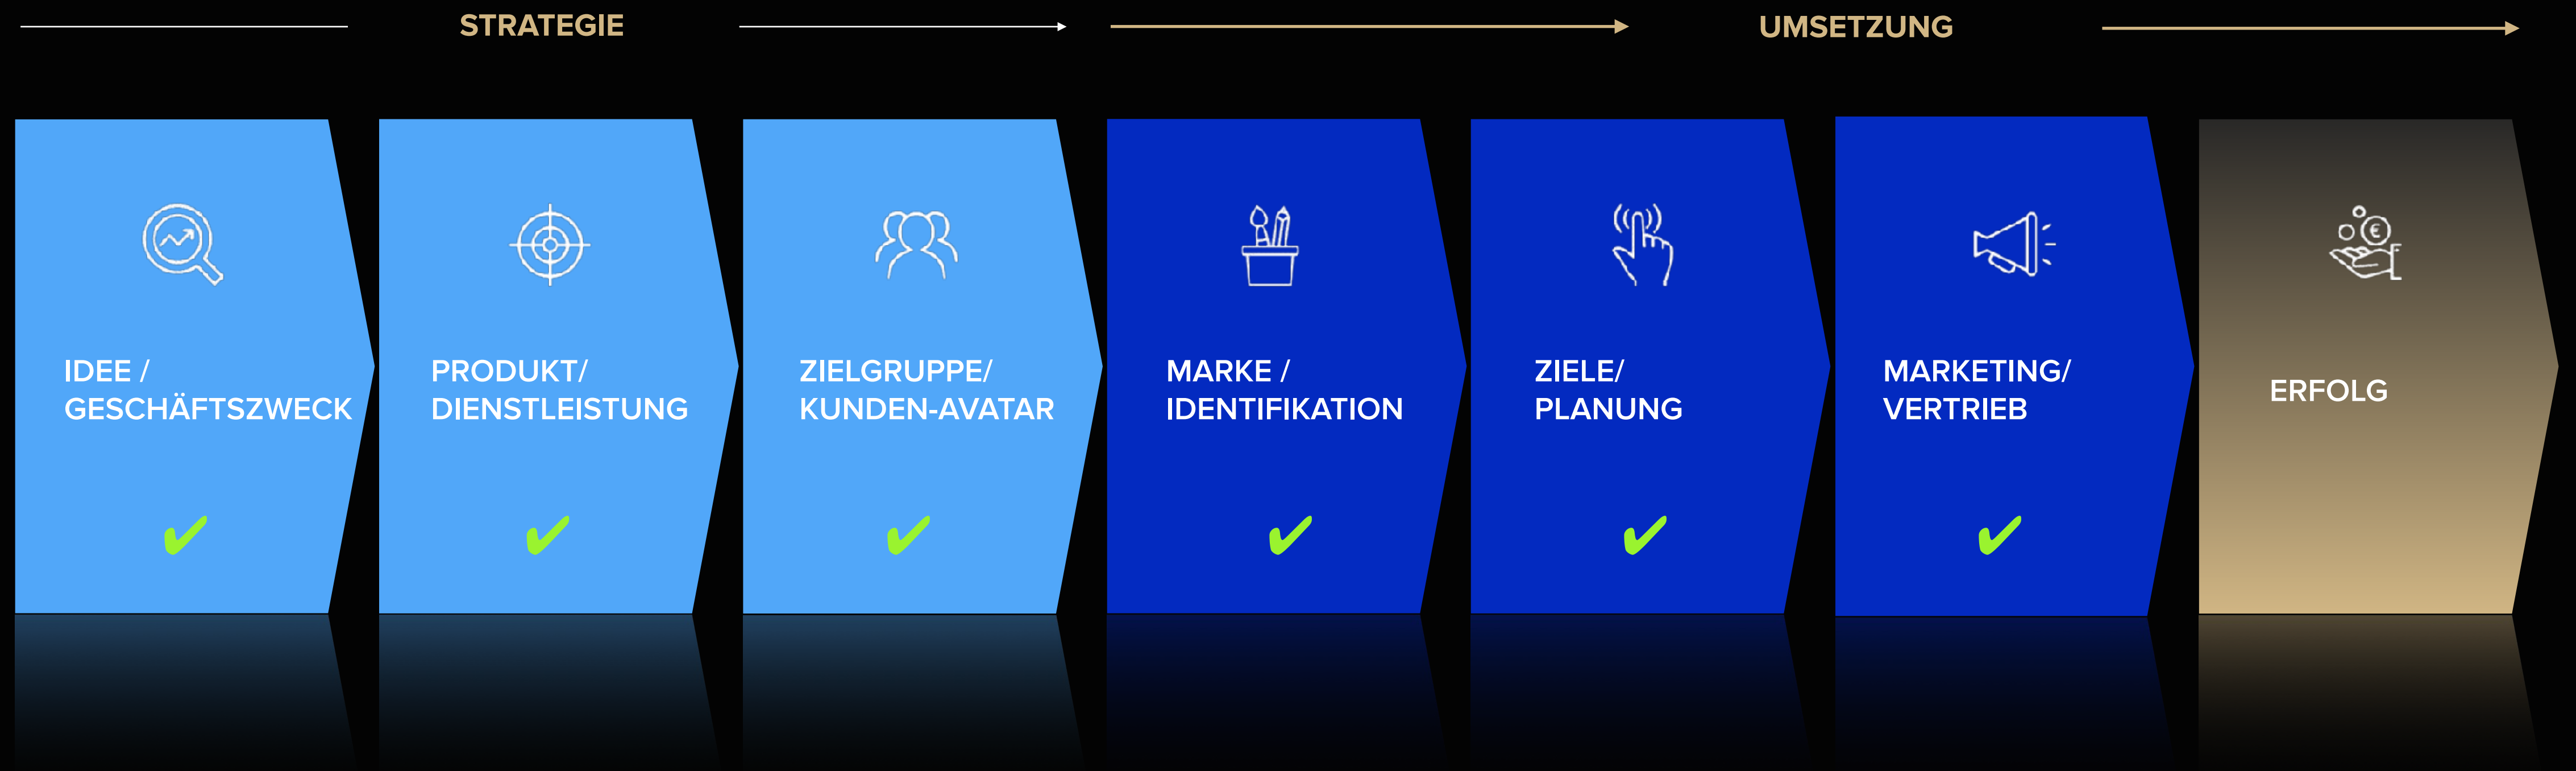 STRATEGIE
UMSETZUNG
IDEE /
GESCHÄFTSZWECK
PRODUKT/
DIENSTLEISTUNG
ZIELGRUPPE/
KUNDEN-AVATAR
MARKE /
IDENTIFIKATION
ZIELE/
PLANUNG
MARKETING/
VERTRIEB
€
ERFOLG